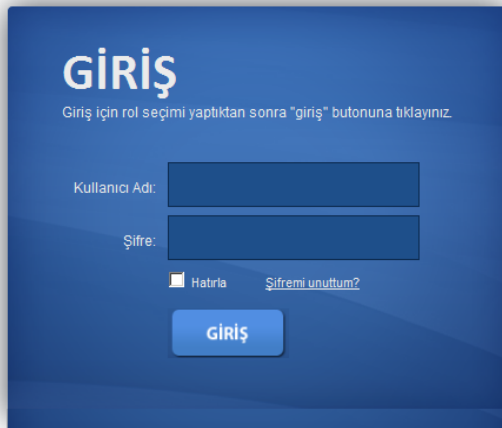 GİRİŞ
Giriş için rol seçimi yaptıktan sonra "giriş" butonuna tıklayınız.
Kullanıcı Adı:
Şifre:
Hatırla Şifremi unuttum?
GİRİŞ